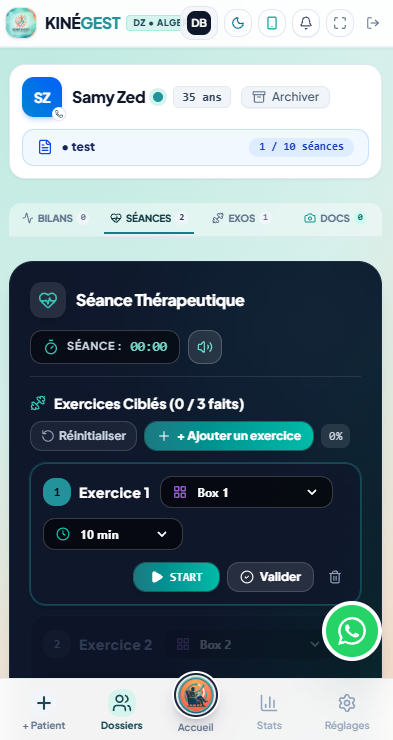 KINÉGEST DZ ● ALGE DB
SZ Samy Zed 35 ans Archiver
● test 1 / 10 séances
BILANS 0 SÉANCES 2 EXOS 1 DOCS 0
Séance Thérapeutique
SÉANCE : 00:00
Exercices Ciblés (0 / 3 faits)
Réinitialiser + Ajouter un exercice 0%
1 Exercice 1 Box 1
10 min
START Valider
2 Exercice 2 Box 2
+ Patient Dossiers Accueil Stats Réglages